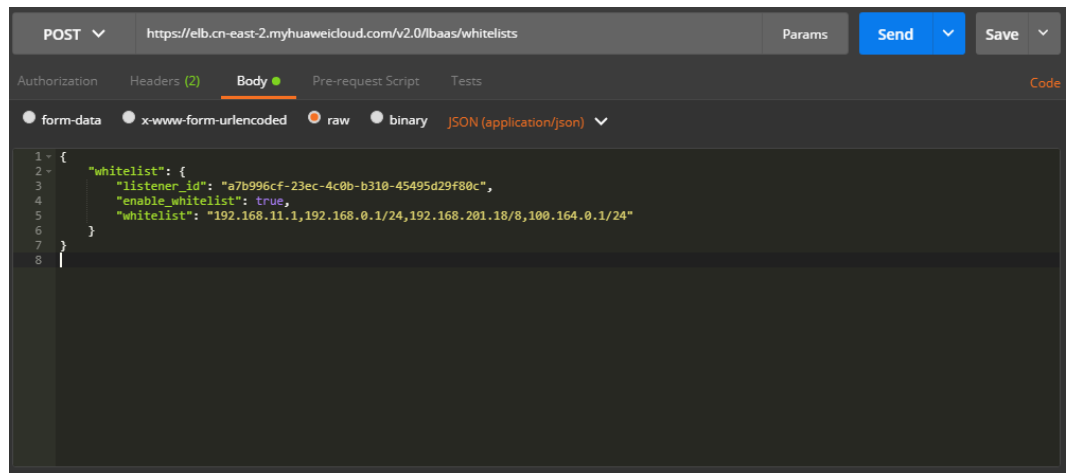 POST https://elb.cn-east-2.myhuaweicloud.com/v2.0/lbaas/whitelists Params Send Save
Authorization Headers (2) Body Pre-request Script Tests Code
form-data x-www-form-urlencoded raw binary JSON (application/json)
1 {
2 "whitelist": {
3 "listener_id": "a7b996cf-23ec-4c0b-b310-45495d29f80c",
4 "enable_whitelist": true,
5 "whitelist": "192.168.11.1,192.168.0.1/24,192.168.201.18/8,100.164.0.1/24"
6 }
7 }
8